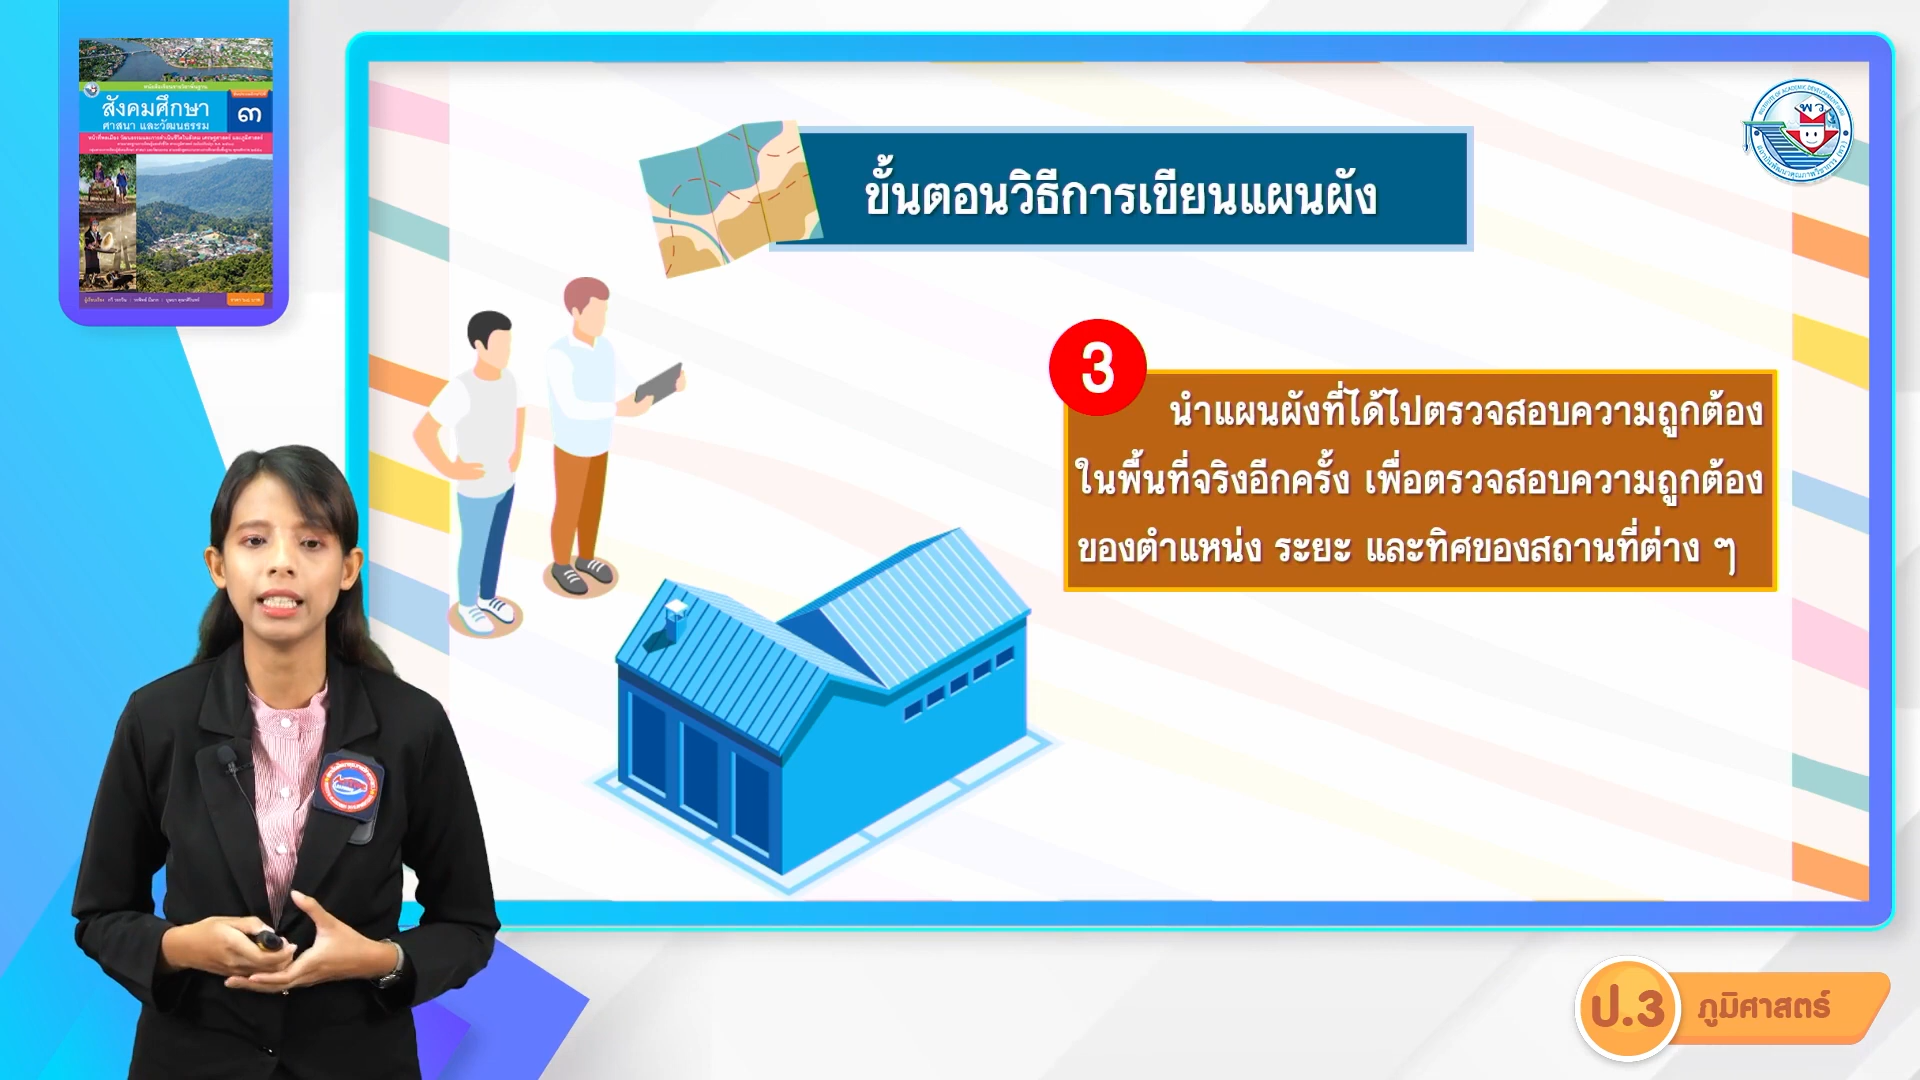 สังคมศึกษา
ศาสนา และวัฒนธรรม
๓
ขั้นตอนวิธีการเขียนแผนผัง
3
นำแผนผังที่ได้ไปตรวจสอบความถูกต้อง
ในพื้นที่จริงอีกครั้ง เพื่อตรวจสอบความถูกต้อง
ของตำแหน่ง ระยะ และทิศของสถานที่ต่าง ๆ
พว
ป.3 ภูมิศาสตร์